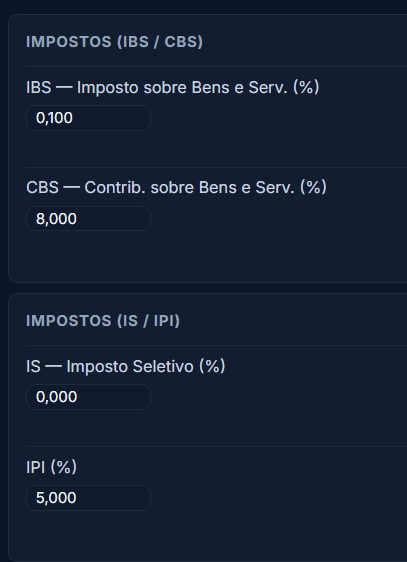 IMPOSTOS (IBS / CBS)
IBS — Imposto sobre Bens e Serv. (%)
0,100
CBS — Contrib. sobre Bens e Serv. (%)
8,000
IMPOSTOS (IS / IPI)
IS — Imposto Seletivo (%)
0,000
IPI (%)
5,000